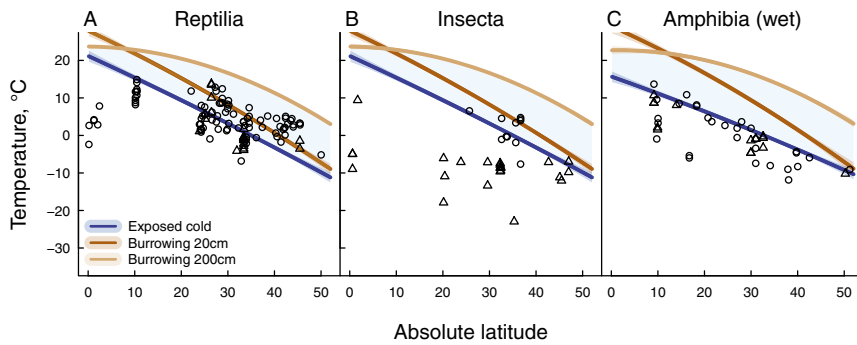 A Reptilia B Insecta C Amphibia (wet)
Temperature, °C
20
10
0
−10
−20
−30
Exposed cold
Burrowing 20cm
Burrowing 200cm
0 10 20 30 40 50 0 10 20 30 40 50 0 10 20 30 40 50
Absolute latitude